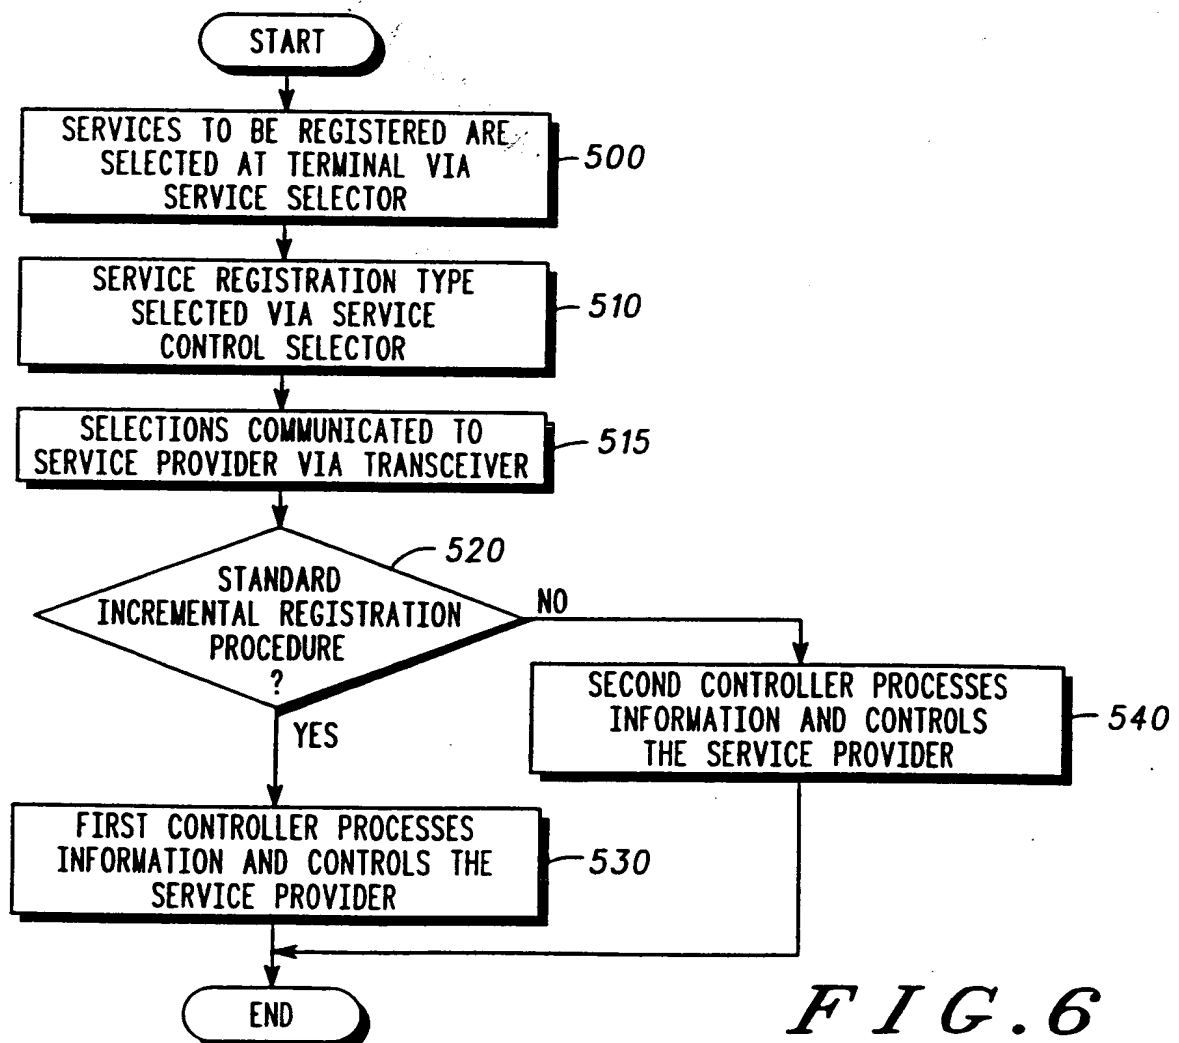 START
SERVICES TO BE REGISTERED ARE
SELECTED AT TERMINAL VIA
SERVICE SELECTOR
500
SERVICE REGISTRATION TYPE
SELECTED VIA SERVICE
CONTROL SELECTOR
510
SELECTIONS COMMUNICATED TO
SERVICE PROVIDER VIA TRANSCEIVER
515
520
STANDARD
INCREMENTAL REGISTRATION
PROCEDURE
?
NO
YES
SECOND CONTROLLER PROCESSES
INFORMATION AND CONTROLS
THE SERVICE PROVIDER
540
FIRST CONTROLLER PROCESSES
INFORMATION AND CONTROLS THE
SERVICE PROVIDER
530
END
FIG.6